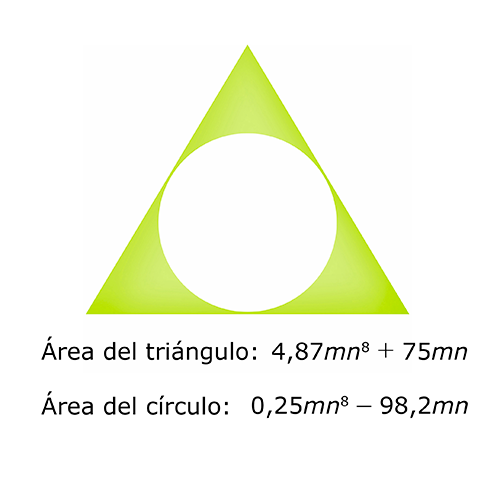 Área del triángulo: 4,87mn⁸ + 75mn
Área del círculo: 0,25mn⁸ – 98,2mn